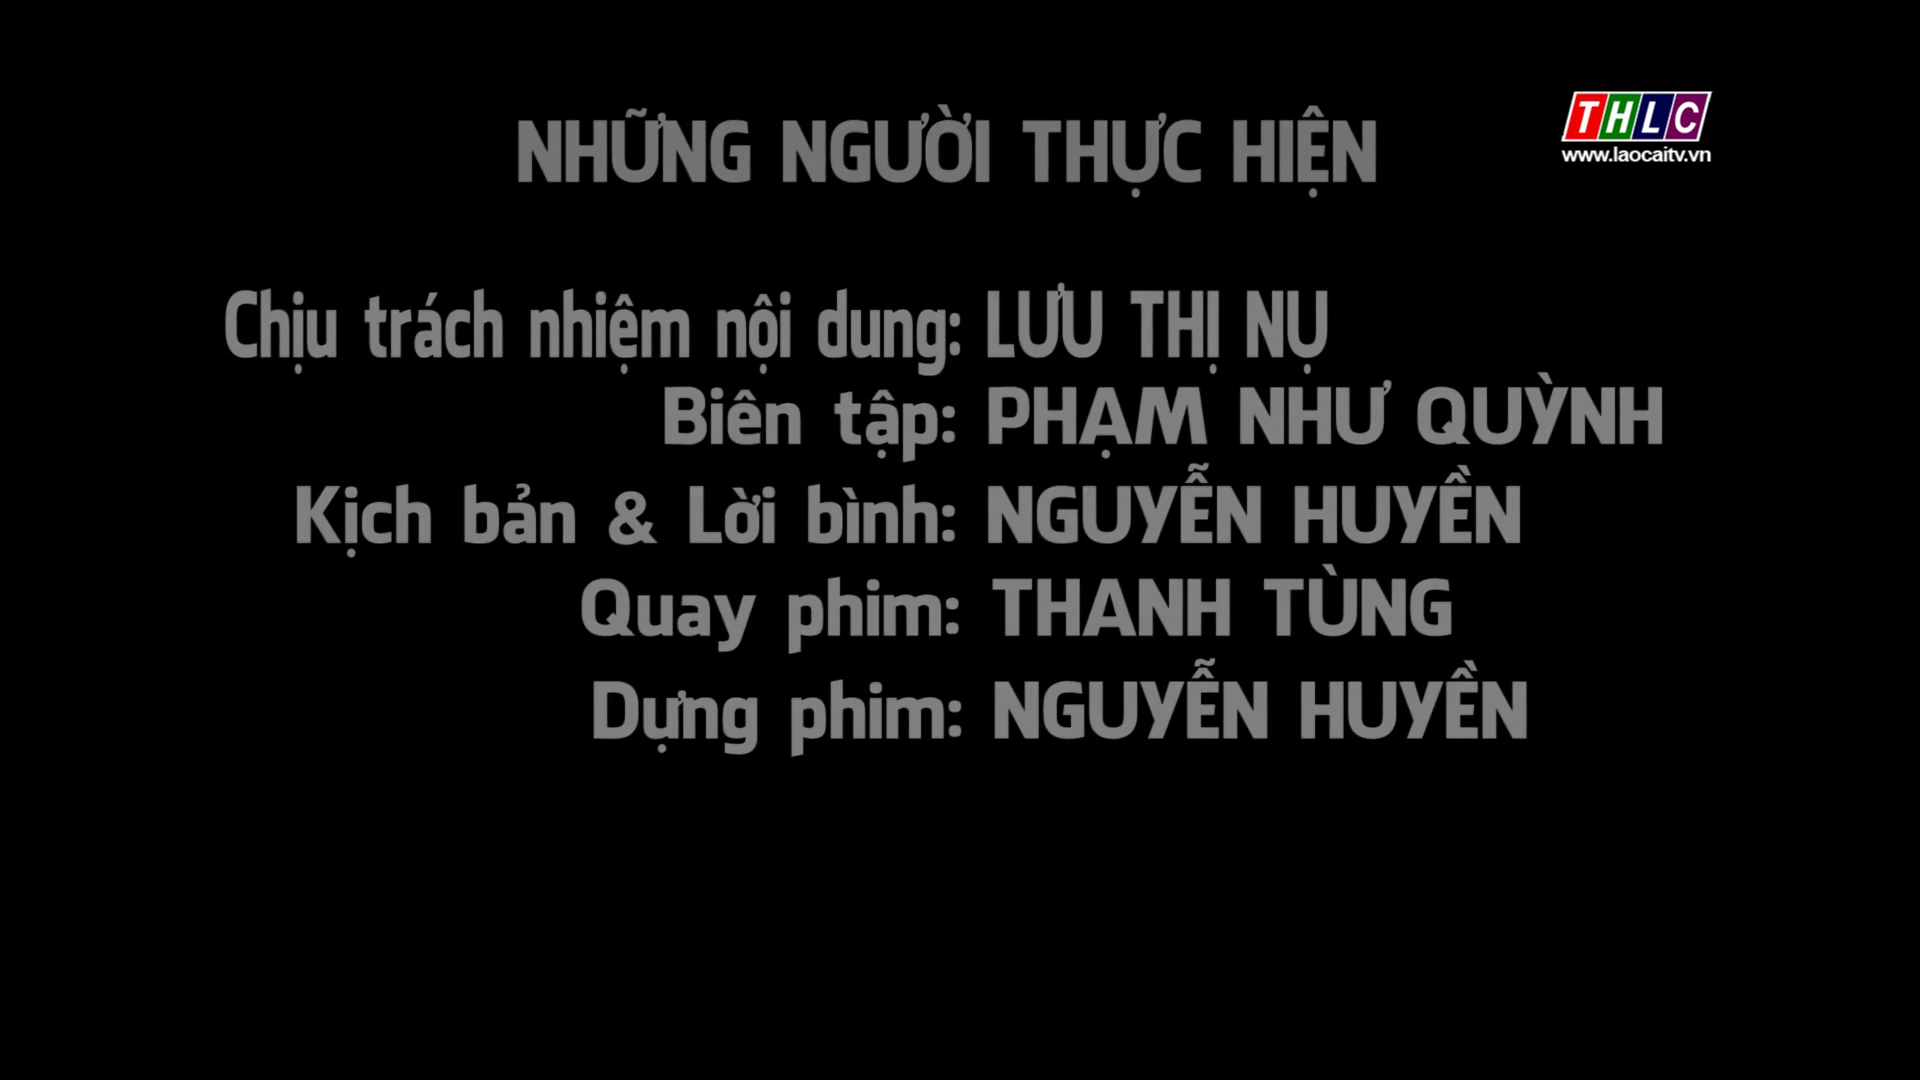 THLC
www.laocaitv.vn
NHỮNG NGƯỜI THỰC HIỆN
Chịu trách nhiệm nội dung: LƯU THỊ NỤ
Biên tập: PHẠM NHƯ QUỲNH
Kịch bản & Lời bình: NGUYỄN HUYỀN
Quay phim: THANH TÙNG
Dựng phim: NGUYỄN HUYỀN